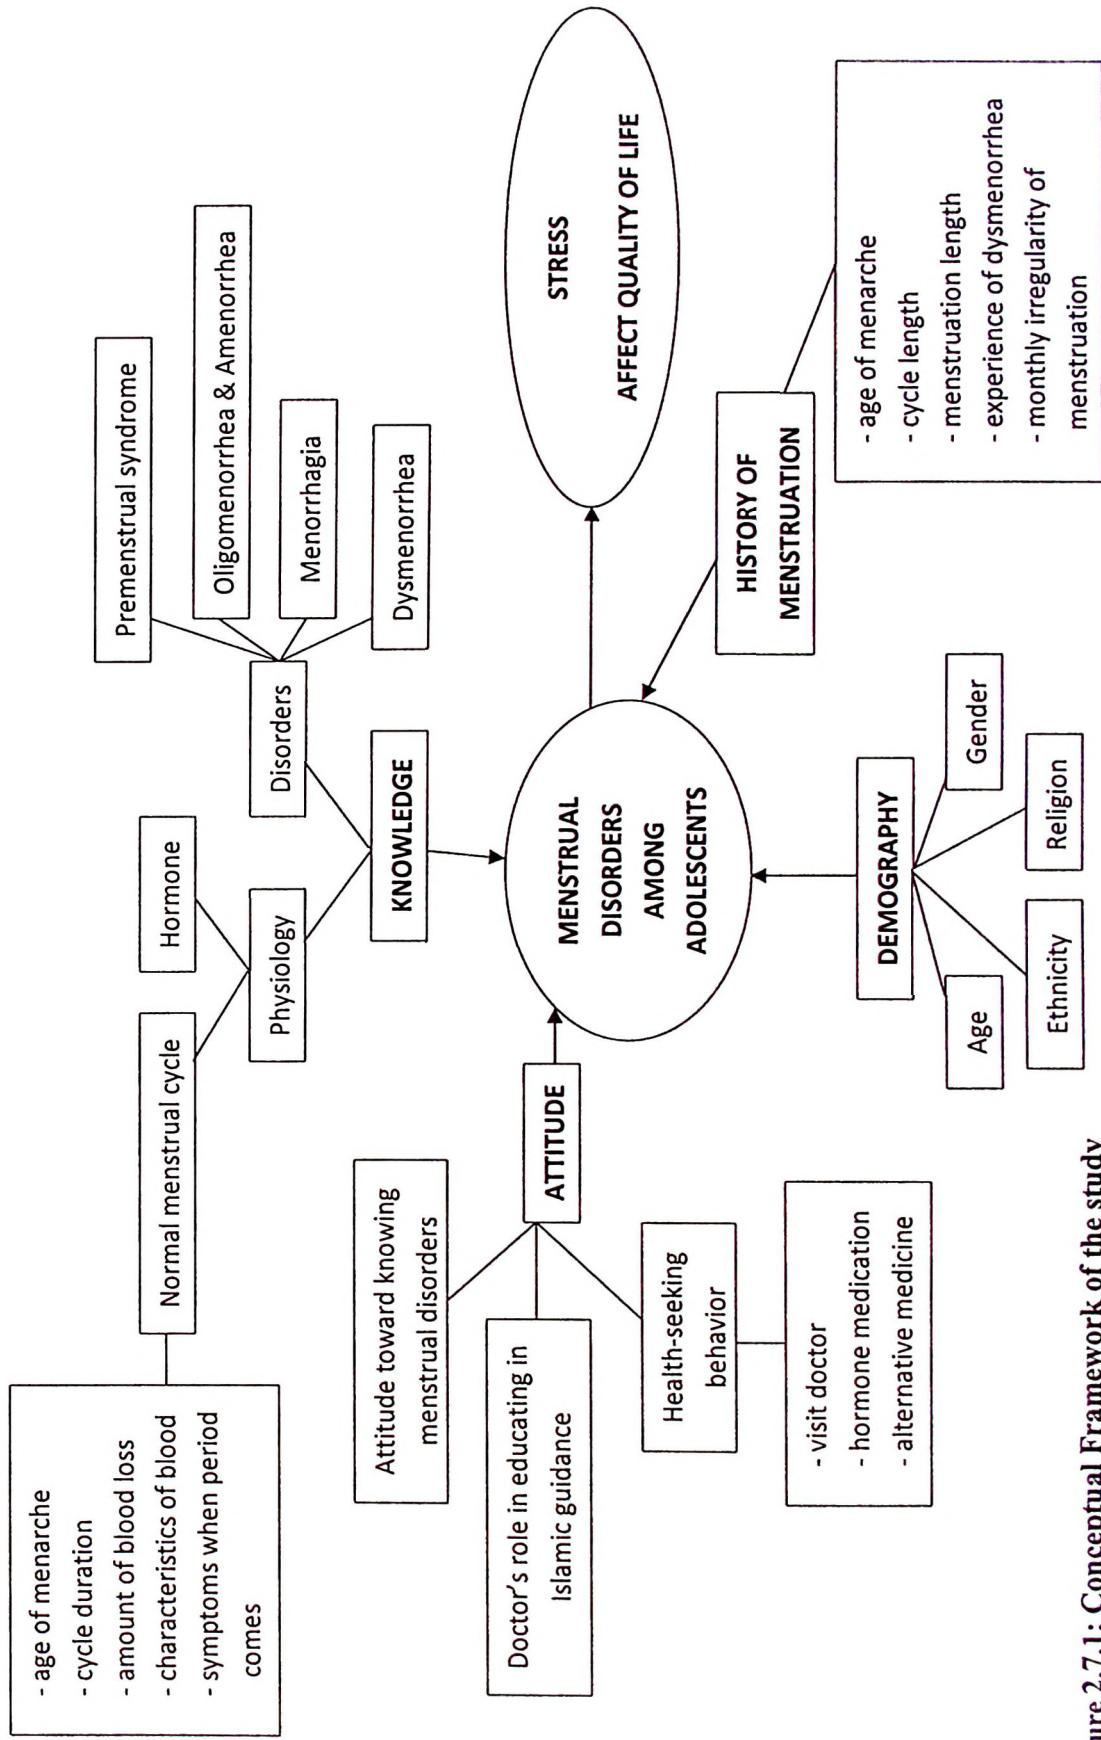 - age of menarche
- cycle duration
- amount of blood loss
- characteristics of blood
- symptoms when period
comes
Normal menstrual cycle
Hormone
Physiology
Premenstrual syndrome
Oligomenorrhea & Amenorrhea
Menorrhagia
Dysmenorrhea
Disorders
KNOWLEDGE
Attitude toward knowing
menstrual disorders
Doctor's role in educating in
Islamic guidance
ATTITUDE
Health-seeking
behavior
- visit doctor
- hormone medication
- alternative medicine
MENSTRUAL
DISORDERS
AMONG
ADOLESCENTS
STRESS
AFFECT QUALITY OF LIFE
HISTORY OF
MENSTRUATION
- age of menarche
- cycle length
- menstruation length
- experience of dysmenorrhea
- monthly irregularity of
menstruation
DEMOGRAPHY
Age
Gender
Ethnicity
Religion
ure 2.7.1: Conceptual Framework of the study